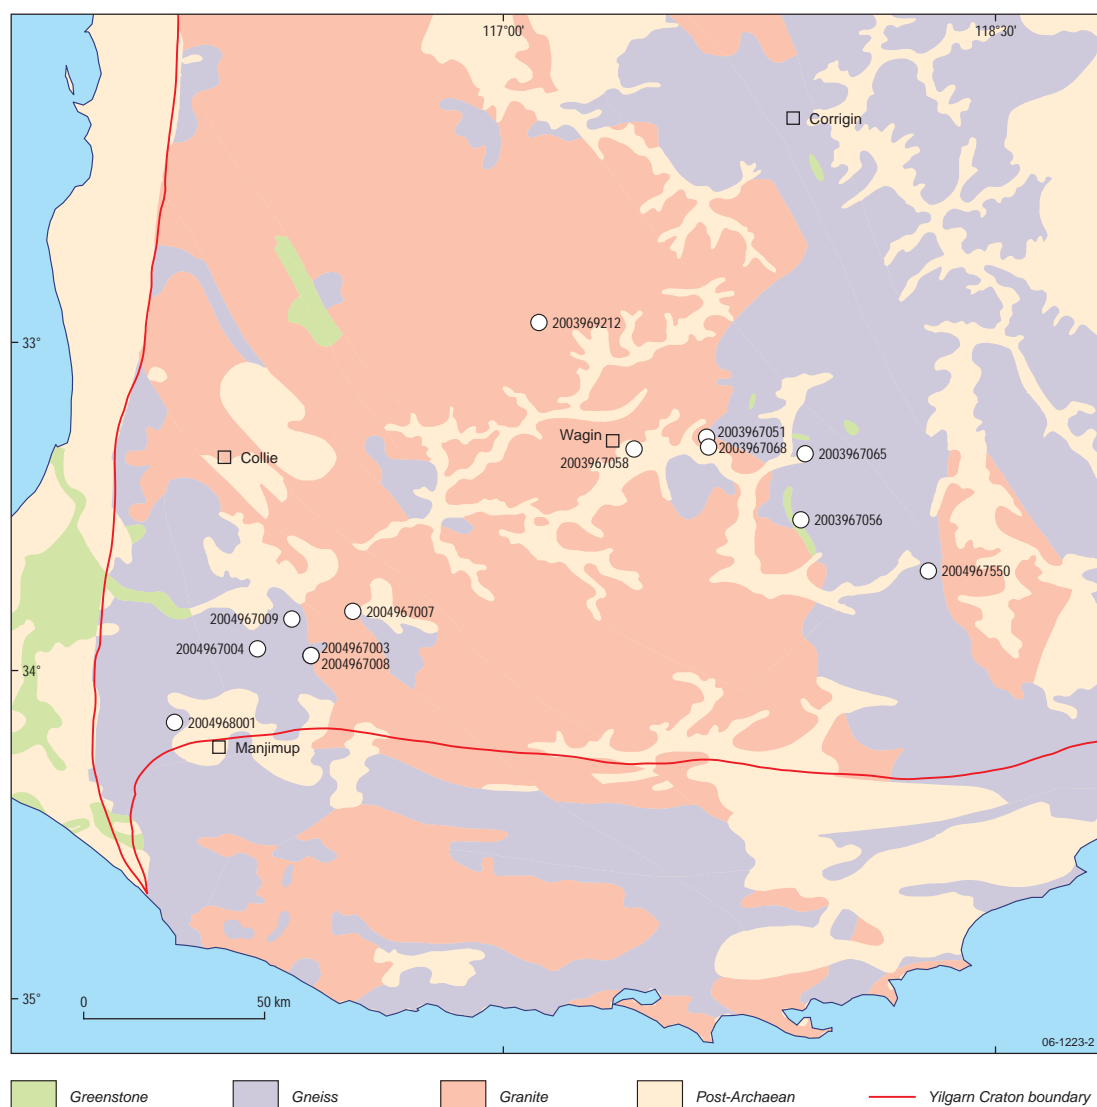 117°00'
118°30'
Corrigin
2003969212
33°
Wagin
2003967051
2003967068
2003967058
2003967065
Collie
2003967056
2004967550
2004967007
2004967009
2004967004
2004967003
2004967008
34°
2004968001
Manjimup
35°
0
50 km
06-1223-2
Greenstone
Gneiss
Granite
Post-Archaean
Yilgarn Craton boundary